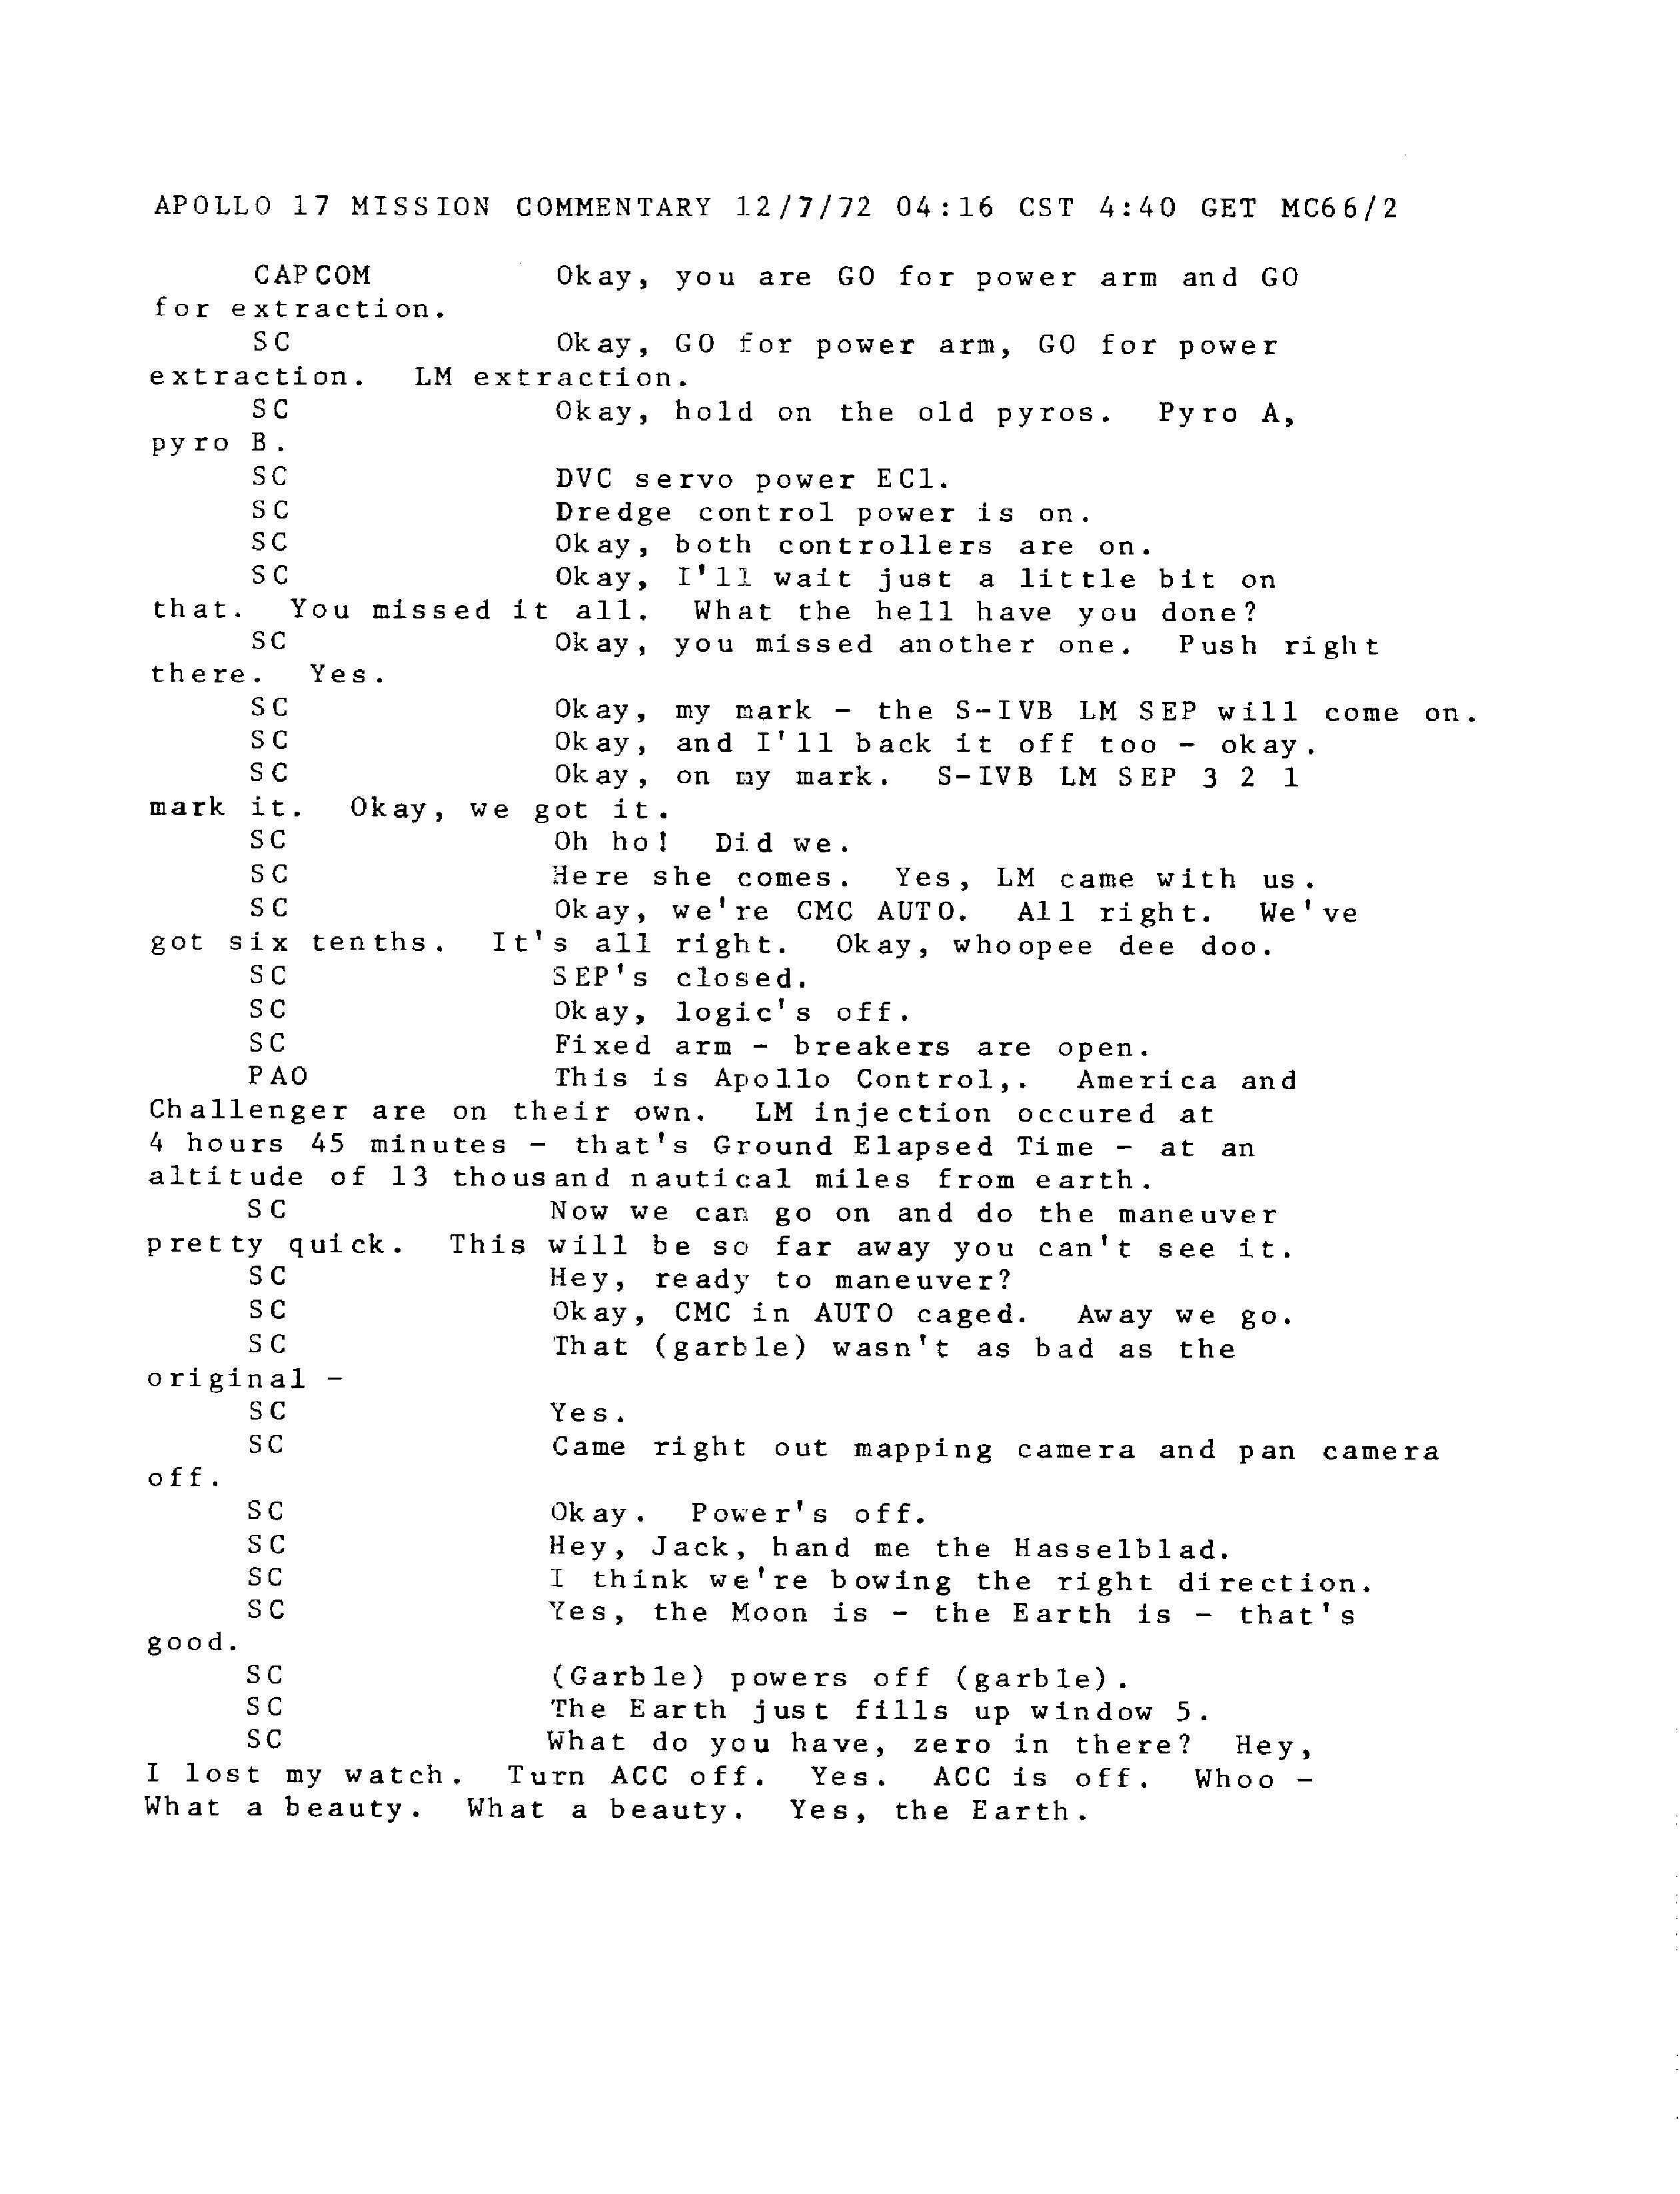 APOLLO 17 MISSION COMMENTARY 12/7/72 04:16 CST 4:40 GET MC66/2
CAPCOM Okay, you are GO for power arm and GO
for extraction.
SC Okay, GO for power arm, GO for power
extraction. LM extraction.
SC Okay, hold on the old pyros. Pyro A,
pyro B.
SC DVC servo power EC1.
SC Dredge control power is on.
SC Okay, both controllers are on.
SC Okay, I'll wait just a little bit on
that. You missed it all. What the hell have you done?
SC Okay, you missed another one. Push right
there. Yes.
SC Okay, my mark - the S-IVB LM SEP will come on.
SC Okay, and I'll back it off too - okay.
SC Okay, on my mark. S-IVB LM SEP 3 2 1
mark it. Okay, we got it.
SC Oh ho! Did we.
SC Here she comes. Yes, LM came with us.
SC Okay, we're CMC AUTO. All right. We've
got six tenths. It's all right. Okay, whoopee dee doo.
SC SEP's closed.
SC Okay, logic's off.
SC Fixed arm - breakers are open.
PAO This is Apollo Control,. America and
Challenger are on their own. LM injection occured at
4 hours 45 minutes - that's Ground Elapsed Time - at an
altitude of 13 thousand nautical miles from earth.
SC Now we can go on and do the maneuver
pretty quick. This will be so far away you can't see it.
SC Hey, ready to maneuver?
SC Okay, CMC in AUTO caged. Away we go.
SC That (garble) wasn't as bad as the
original -
SC Yes.
SC Came right out mapping camera and pan camera
off.
SC Okay. Power's off.
SC Hey, Jack, hand me the Hasselblad.
SC I think we're bowing the right direction.
SC Yes, the Moon is - the Earth is - that's
good.
SC (Garble) powers off (garble).
SC The Earth just fills up window 5.
SC What do you have, zero in there? Hey,
I lost my watch. Turn ACC off. Yes. ACC is off. Whoo -
What a beauty. What a beauty. Yes, the Earth.